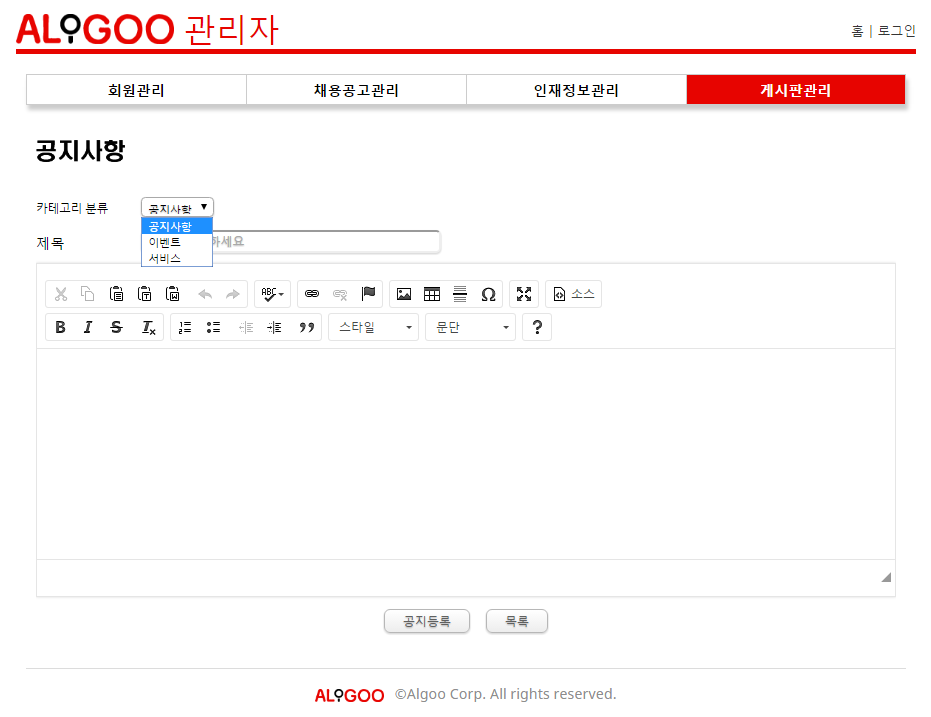 ALGOO 관리자
홈 | 로그인
회원관리 채용공고관리 인재정보관리 게시판관리
공지사항
카테고리 분류 공지사항
공지사항
제목 하세요
이벤트
서비스
ABC 소스
B I S Tx 스타일 문단 ?
공지등록 목록
ALGOO ©Algoo Corp. All rights reserved.